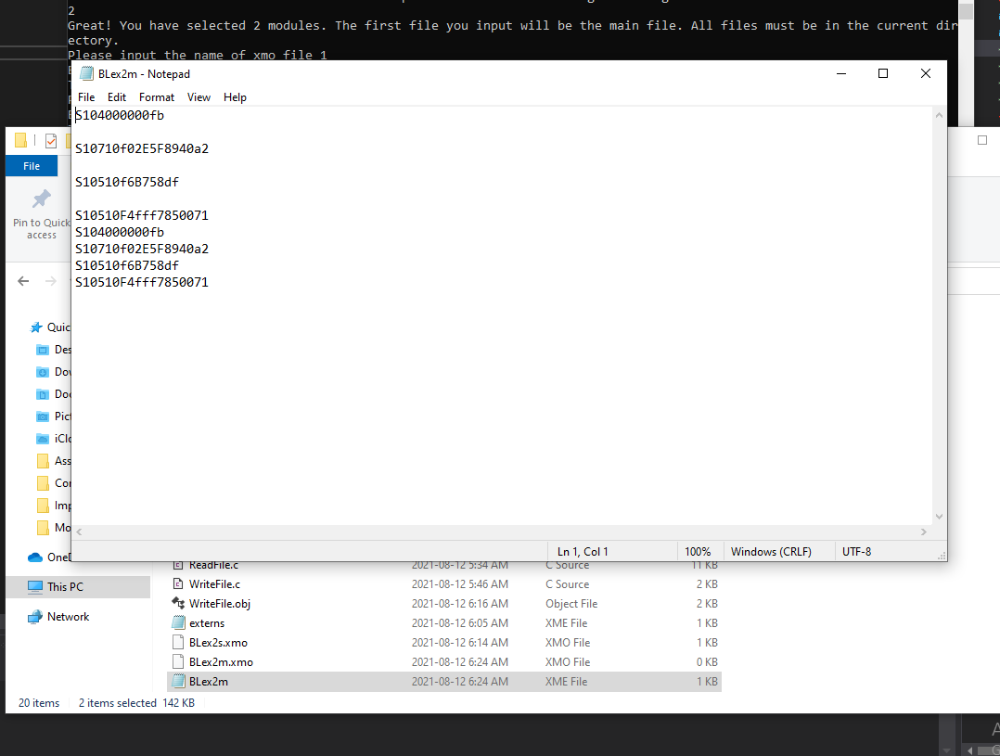 2
Great! You have selected 2 modules. The first file you input will be the main file. All files must be in the current dir
ectory.
Please input the name of xmo file 1
BLex2m - Notepad
File Edit Format View Help
S104000000fb
S10710f02E5F8940a2
S10510f6B758df
S10510F4fff7850071
S104000000fb
S10710f02E5F8940a2
S10510f6B758df
S10510F4fff7850071
Ln 1, Col 1 100% Windows (CRLF) UTF-8
File
Pin to Quick
access
Quic
Des
Dov
Doc
Pict
iClo
Ass
Cor
Imp
Mo
OneD
This PC
Network
ReadFile.c 2021-08-12 5:34 AM C Source 11 KB
WriteFile.c 2021-08-12 5:46 AM C Source 2 KB
WriteFile.obj 2021-08-12 6:16 AM Object File 2 KB
externs 2021-08-12 6:05 AM XME File 1 KB
BLex2s.xmo 2021-08-12 6:14 AM XMO File 1 KB
BLex2m.xmo 2021-08-12 6:24 AM XMO File 0 KB
BLex2m 2021-08-12 6:24 AM XME File 1 KB
20 items 2 items selected 142 KB